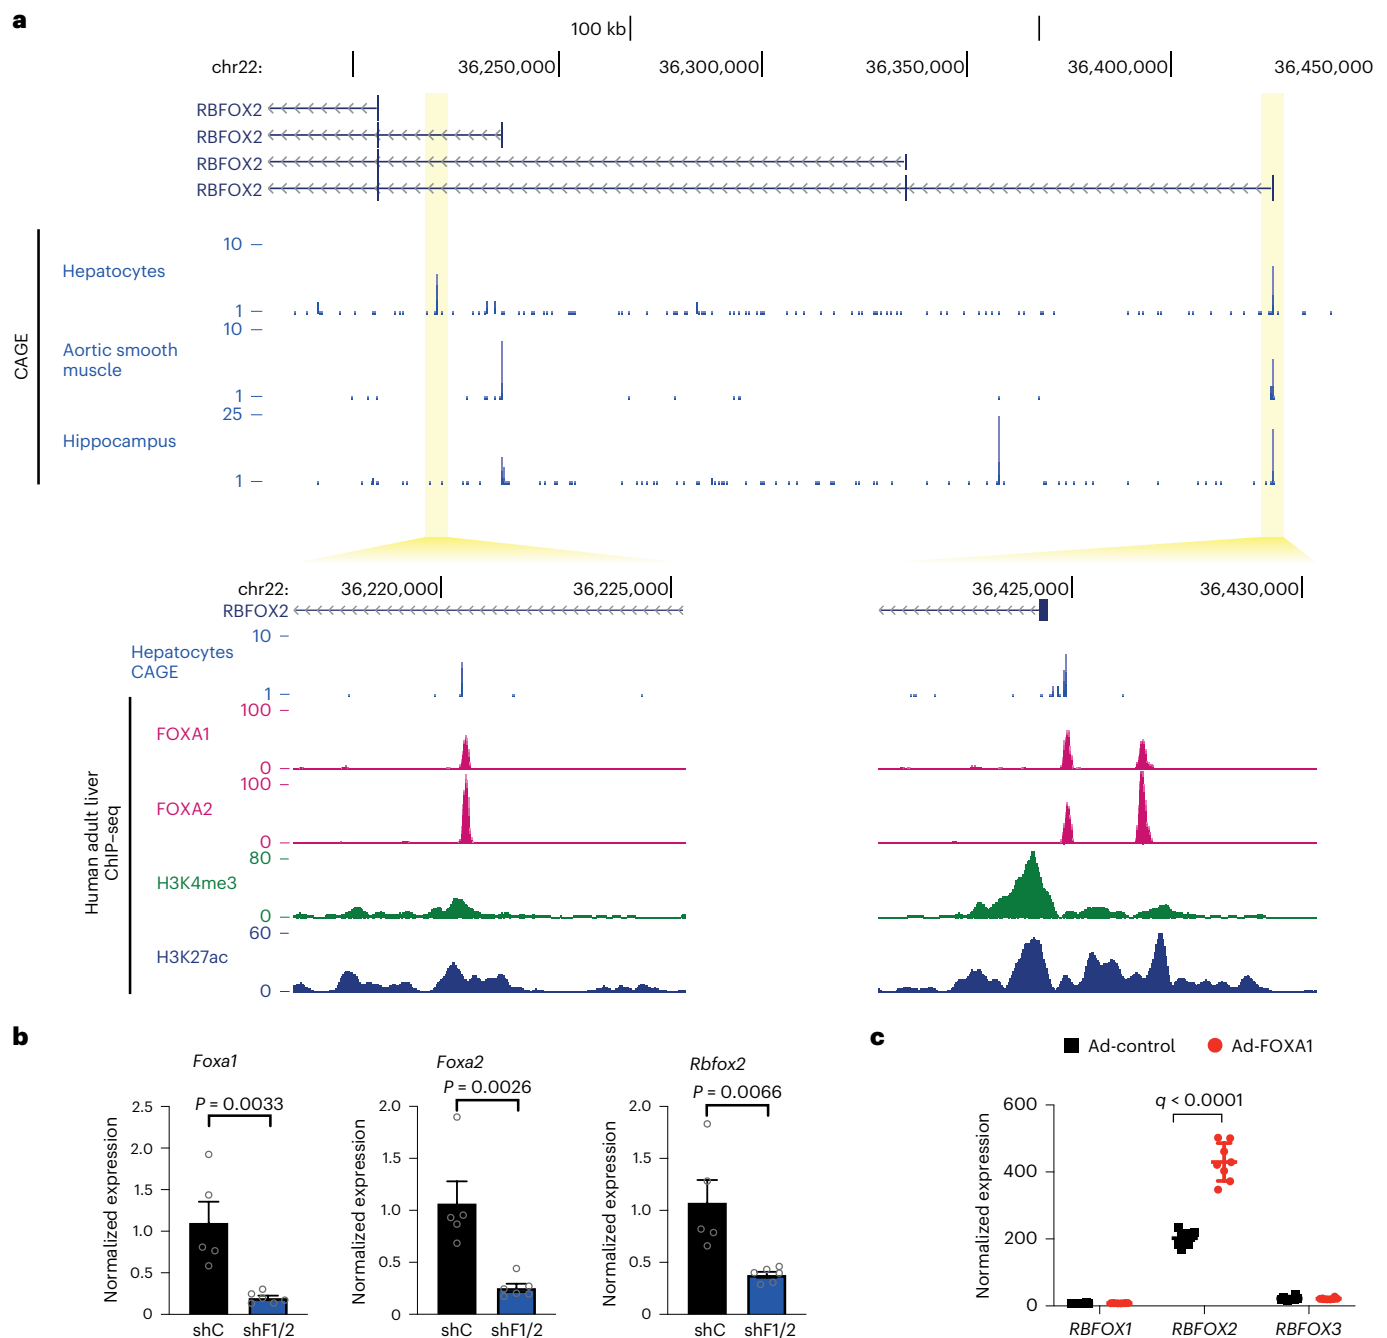 a
100 kb
chr22: 36,250,000 36,300,000 36,350,000 36,400,000 36,450,000
RBFOX2
RBFOX2
RBFOX2
RBFOX2
CAGE
10
Hepatocytes
1
10
Aortic smooth
muscle
1
25
Hippocampus
1
chr22: 36,220,000 36,225,000 36,425,000 36,430,000
RBFOX2
10
Hepatocytes
CAGE
1
Human adult liver
ChIP–seq
100
FOXA1
0
100
FOXA2
0
80
H3K4me3
0
60
H3K27ac
0
b
Foxa1
P = 0.0033
Normalized expression
2.5
2.0
1.5
1.0
0.5
0
shC shF1/2
Foxa2
P = 0.0026
Normalized expression
2.0
1.5
1.0
0.5
0
shC shF1/2
Rbfox2
P = 0.0066
Normalized expression
2.0
1.5
1.0
0.5
0
shC shF1/2
c
Ad-control Ad-FOXA1
q < 0.0001
Normalized expression
600
400
200
0
RBFOX1 RBFOX2 RBFOX3